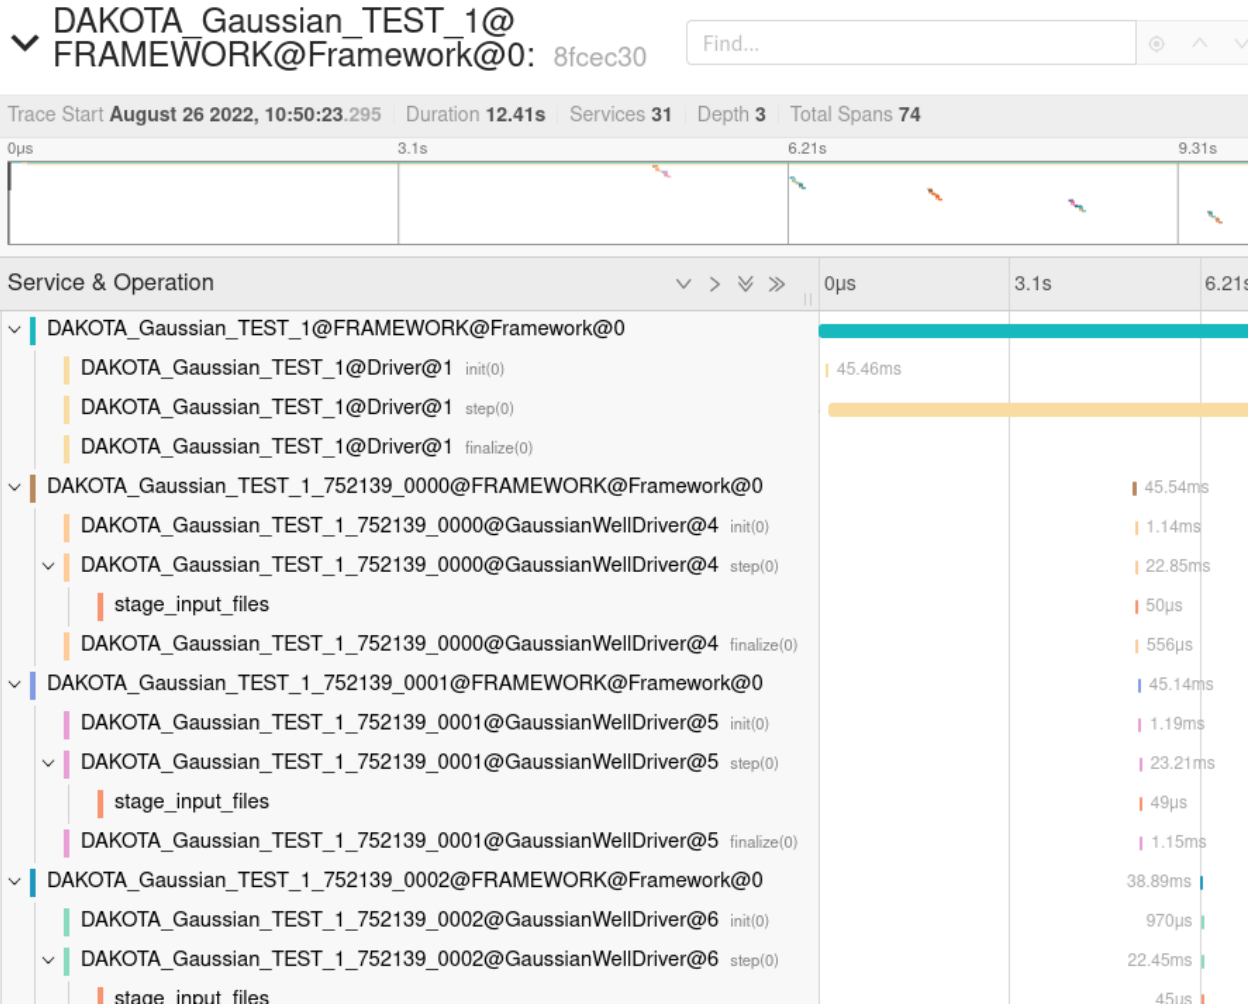 DAKOTA_Gaussian_TEST_1@
FRAMEWORK@Framework@0: 8fcec30
Find...
Trace Start August 26 2022, 10:50:23.295 Duration 12.41s Services 31 Depth 3 Total Spans 74
0μs 3.1s 6.21s 9.31s
Service & Operation 0μs 3.1s 6.21s
DAKOTA_Gaussian_TEST_1@FRAMEWORK@Framework@0
DAKOTA_Gaussian_TEST_1@Driver@1 init(0) 45.46ms
DAKOTA_Gaussian_TEST_1@Driver@1 step(0)
DAKOTA_Gaussian_TEST_1@Driver@1 finalize(0)
DAKOTA_Gaussian_TEST_1_752139_0000@FRAMEWORK@Framework@0 45.54ms
DAKOTA_Gaussian_TEST_1_752139_0000@GaussianWellDriver@4 init(0) 1.14ms
DAKOTA_Gaussian_TEST_1_752139_0000@GaussianWellDriver@4 step(0) 22.85ms
stage_input_files 50μs
DAKOTA_Gaussian_TEST_1_752139_0000@GaussianWellDriver@4 finalize(0) 556μs
DAKOTA_Gaussian_TEST_1_752139_0001@FRAMEWORK@Framework@0 45.14ms
DAKOTA_Gaussian_TEST_1_752139_0001@GaussianWellDriver@5 init(0) 1.19ms
DAKOTA_Gaussian_TEST_1_752139_0001@GaussianWellDriver@5 step(0) 23.21ms
stage_input_files 49μs
DAKOTA_Gaussian_TEST_1_752139_0001@GaussianWellDriver@5 finalize(0) 1.15ms
DAKOTA_Gaussian_TEST_1_752139_0002@FRAMEWORK@Framework@0 38.89ms
DAKOTA_Gaussian_TEST_1_752139_0002@GaussianWellDriver@6 init(0) 970μs
DAKOTA_Gaussian_TEST_1_752139_0002@GaussianWellDriver@6 step(0) 22.45ms
stage_input_files 45μs